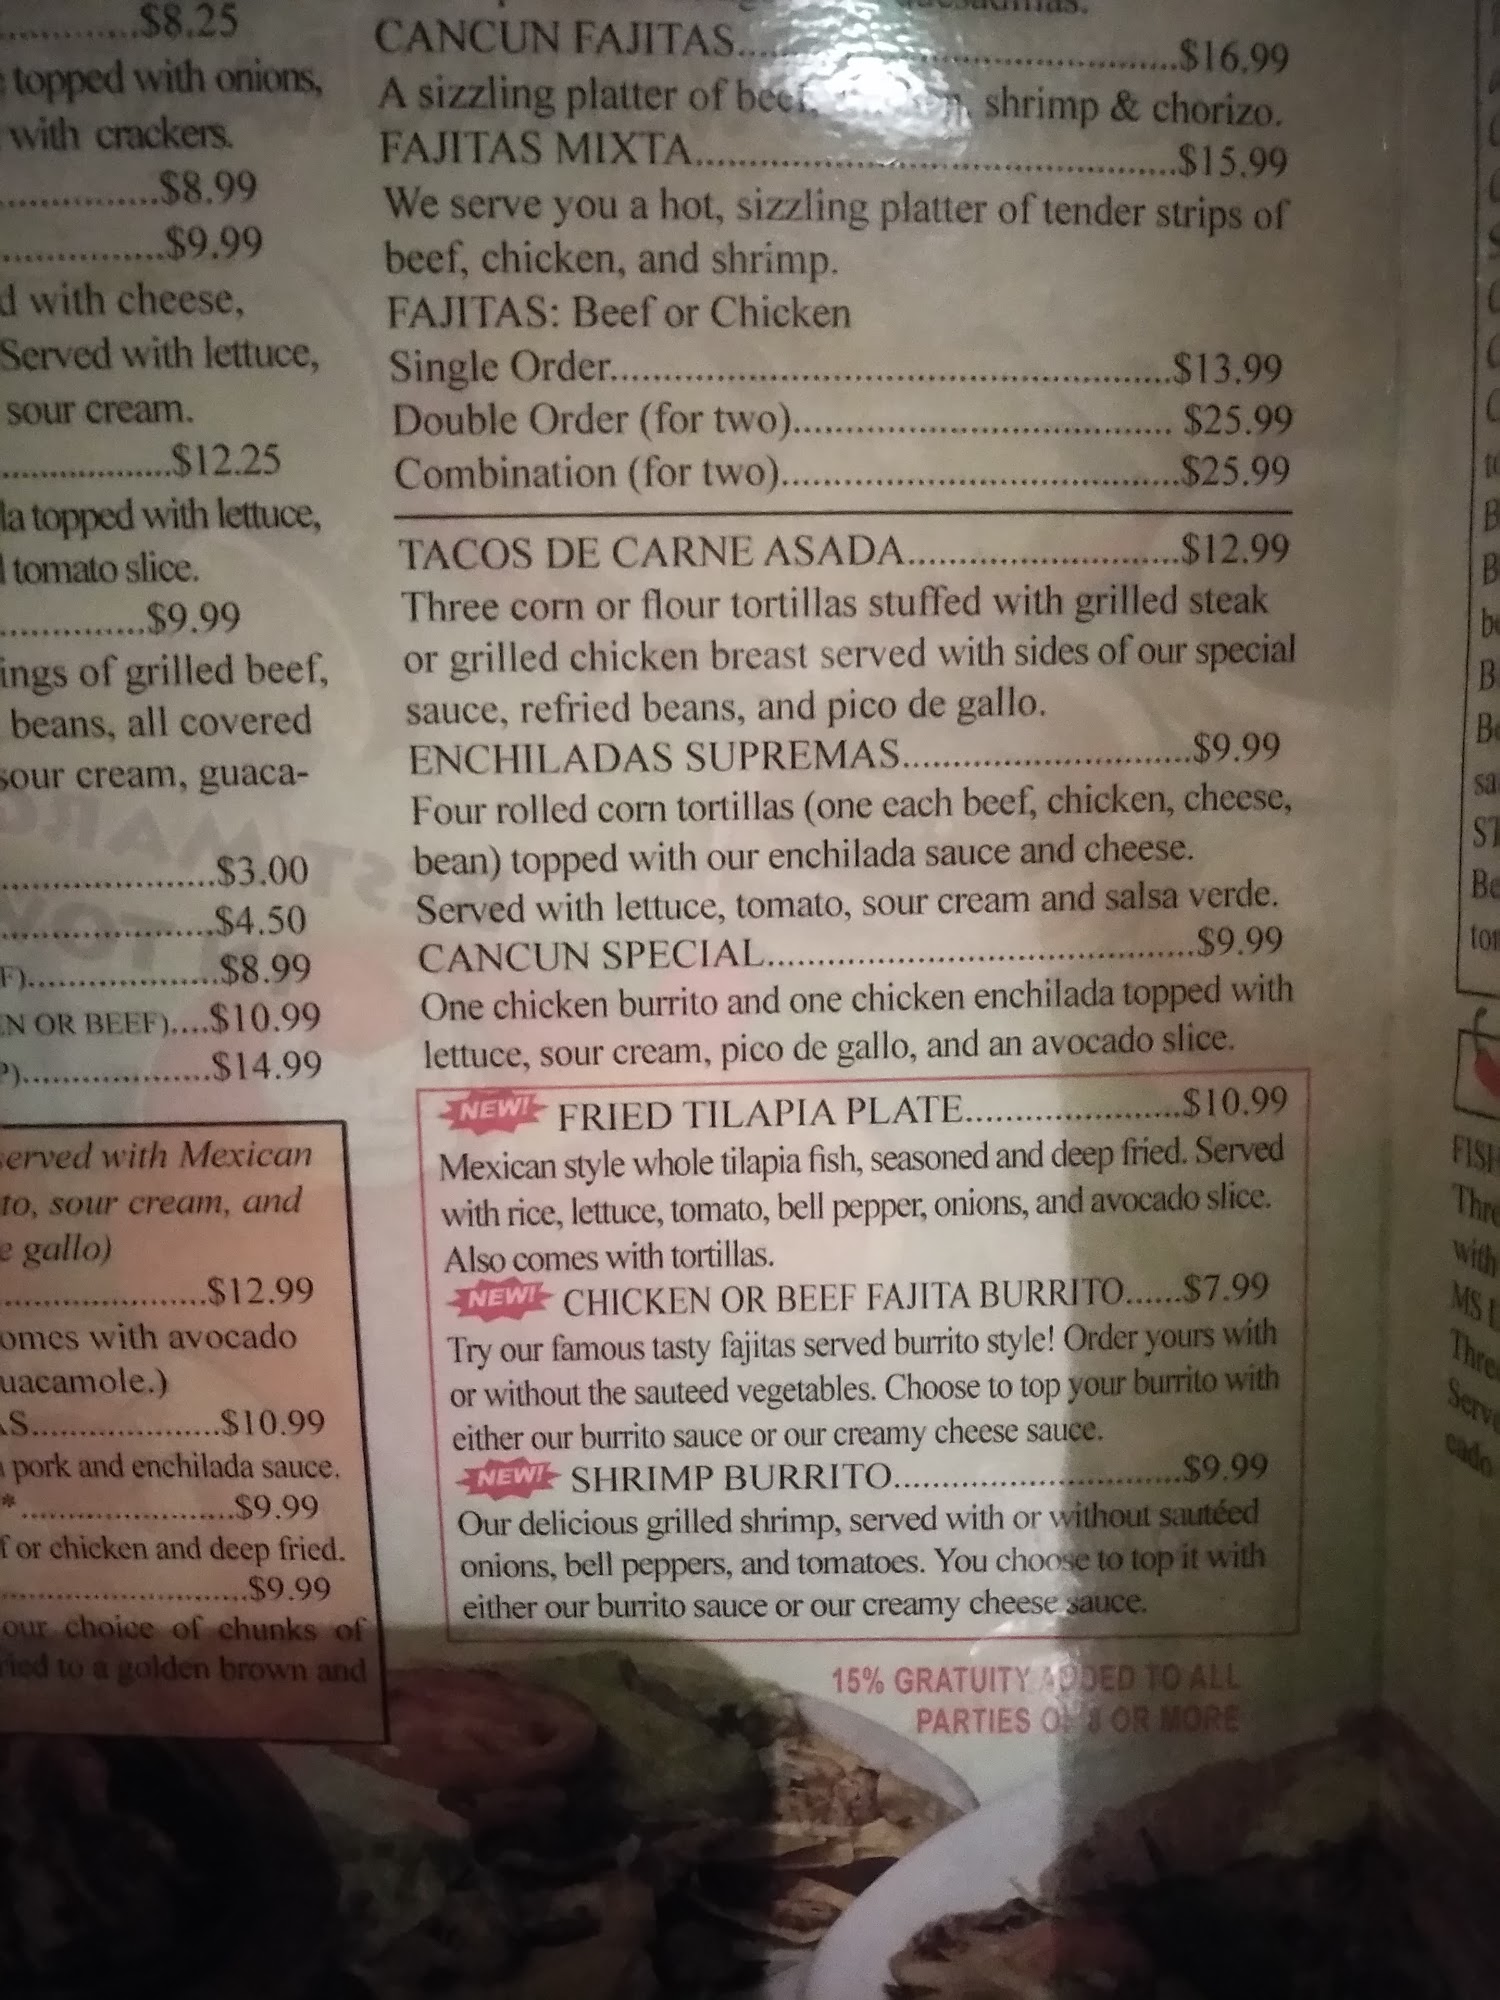 $8.25
topped with onions,
with crackers.
$8.99
$9.99
d with cheese,
Served with lettuce,
sour cream.
$12.25
la topped with lettuce,
tomato slice.
$9.99
ings of grilled beef,
beans, all covered
sour cream, guaca-
$3.00
$4.50
F)....................$8.99
EN OR BEEF)....$10.99
P)....................$14.99
served with Mexican
to, sour cream, and
e gallo)
$12.99
omes with avocado
uacamole.)
AS.....................$10.99
pork and enchilada sauce.
*........................$9.99
f or chicken and deep fried.
$9.99
our choice of chunks of
ried to a golden brown and
CANCUN FAJITAS..........$16.99
A sizzling platter of beef, shrimp & chorizo.
FAJITAS MIXTA..........$15.99
We serve you a hot, sizzling platter of tender strips of
beef, chicken, and shrimp.
FAJITAS: Beef or Chicken
Single Order..........$13.99
Double Order (for two).......... $25.99
Combination (for two)..........$25.99
TACOS DE CARNE ASADA..........$12.99
Three corn or flour tortillas stuffed with grilled steak
or grilled chicken breast served with sides of our special
sauce, refried beans, and pico de gallo.
ENCHILADAS SUPREMAS..........$9.99
Four rolled corn tortillas (one each beef, chicken, cheese,
bean) topped with our enchilada sauce and cheese.
Served with lettuce, tomato, sour cream and salsa verde.
CANCUN SPECIAL..........$9.99
One chicken burrito and one chicken enchilada topped with
lettuce, sour cream, pico de gallo, and an avocado slice.
NEW! FRIED TILAPIA PLATE..........$10.99
Mexican style whole tilapia fish, seasoned and deep fried. Served
with rice, lettuce, tomato, bell pepper, onions, and avocado slice.
Also comes with tortillas.
NEW! CHICKEN OR BEEF FAJITA BURRITO......$7.99
Try our famous tasty fajitas served burrito style! Order yours with
or without the sauteed vegetables. Choose to top your burrito with
either our burrito sauce or our creamy cheese sauce.
NEW! SHRIMP BURRITO..........$9.99
Our delicious grilled shrimp, served with or without sautéed
onions, bell peppers, and tomatoes. You choose to top it with
either our burrito sauce or our creamy cheese sauce.
15% GRATUITY ADDED TO ALL
PARTIES OF 8 OR MORE
FISH
Thre
with
MS
Three
Serve
cado